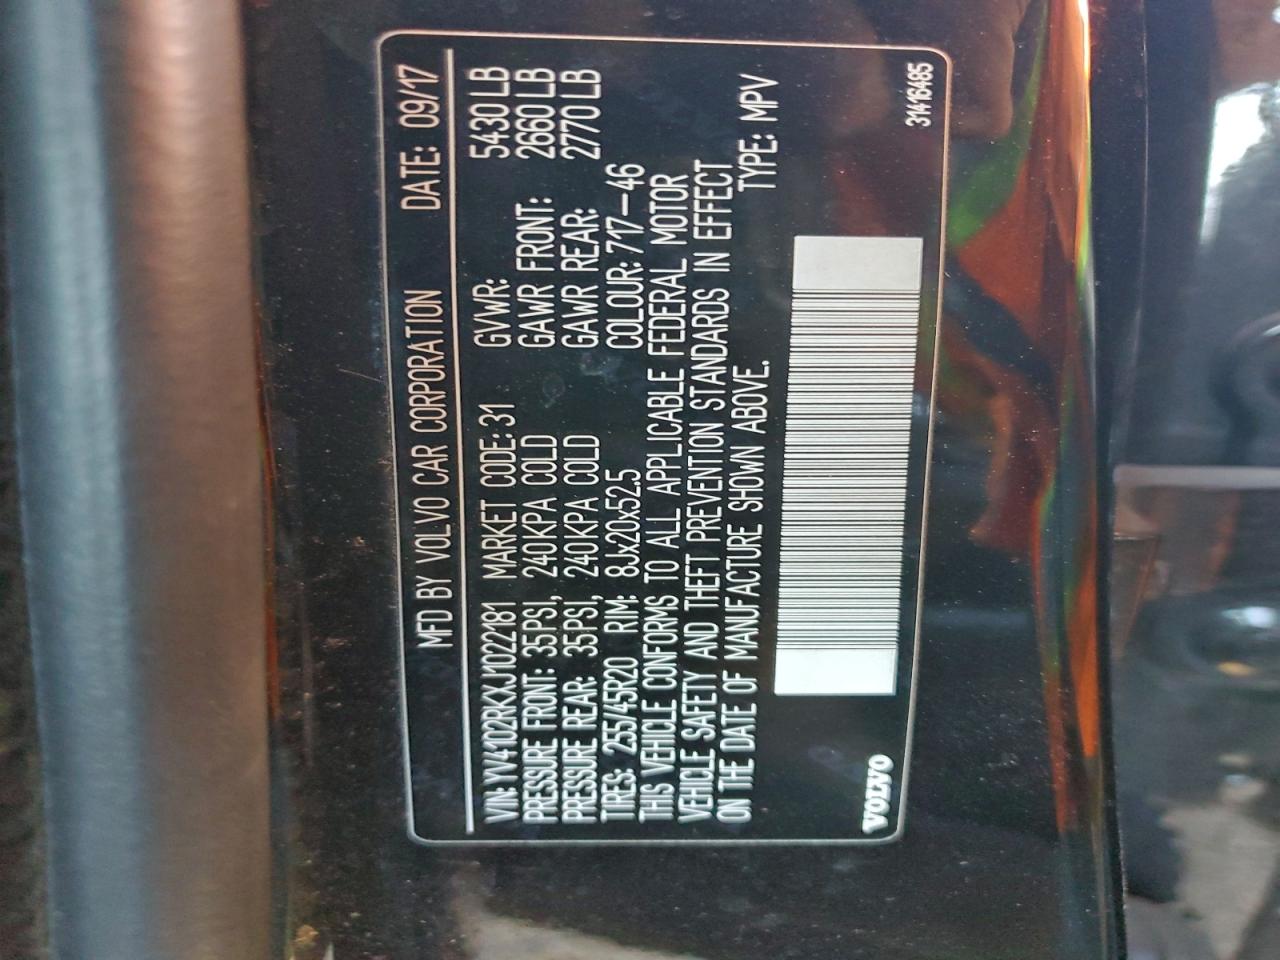 MFD BY VOLVO CAR CORPORATION DATE: 09/17
VIN: YV4102RKXJ1022181 MARKET CODE: 31 GVWR: 5430 LB
PRESSURE FRONT: 35PSI, 240KPA COLD GAWR FRONT: 2660 LB
PRESSURE REAR: 35PSI, 240KPA COLD GAWR REAR: 2770 LB
TIRES: 255/45R20 RIM: 8Jx20x52.5 COLOUR: 717-46
THIS VEHICLE CONFORMS TO ALL APPLICABLE FEDERAL MOTOR
VEHICLE SAFETY AND THEFT PREVENTION STANDARDS IN EFFECT
ON THE DATE OF MANUFACTURE SHOWN ABOVE. TYPE: MPV
VOLVO 31416485